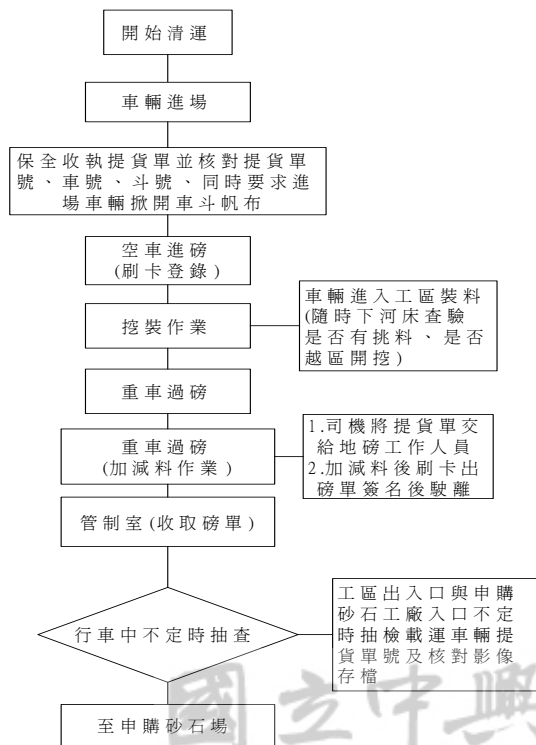 開始清運
車輛進場
保全收執提貨單並核對提貨單
號、車號、斗號、同時要求進
場車輛掀開車斗帆布
空車進磅
(刷卡登錄)
挖裝作業
車輛進入工區裝料
(隨時下河床查驗
是否有挑料、是否
越區開挖)
重車過磅
重車過磅
(加減料作業)
1.司機將提貨單交
給地磅工作人員
2.加減料後刷卡出
磅單簽名後駛離
管制室(收取磅單)
行車中不定時抽查
工區出入口與申購
砂石工廠入口不定
時抽檢載運車輛提
貨單號及核對影像
存檔
至申購砂石場
國立中興